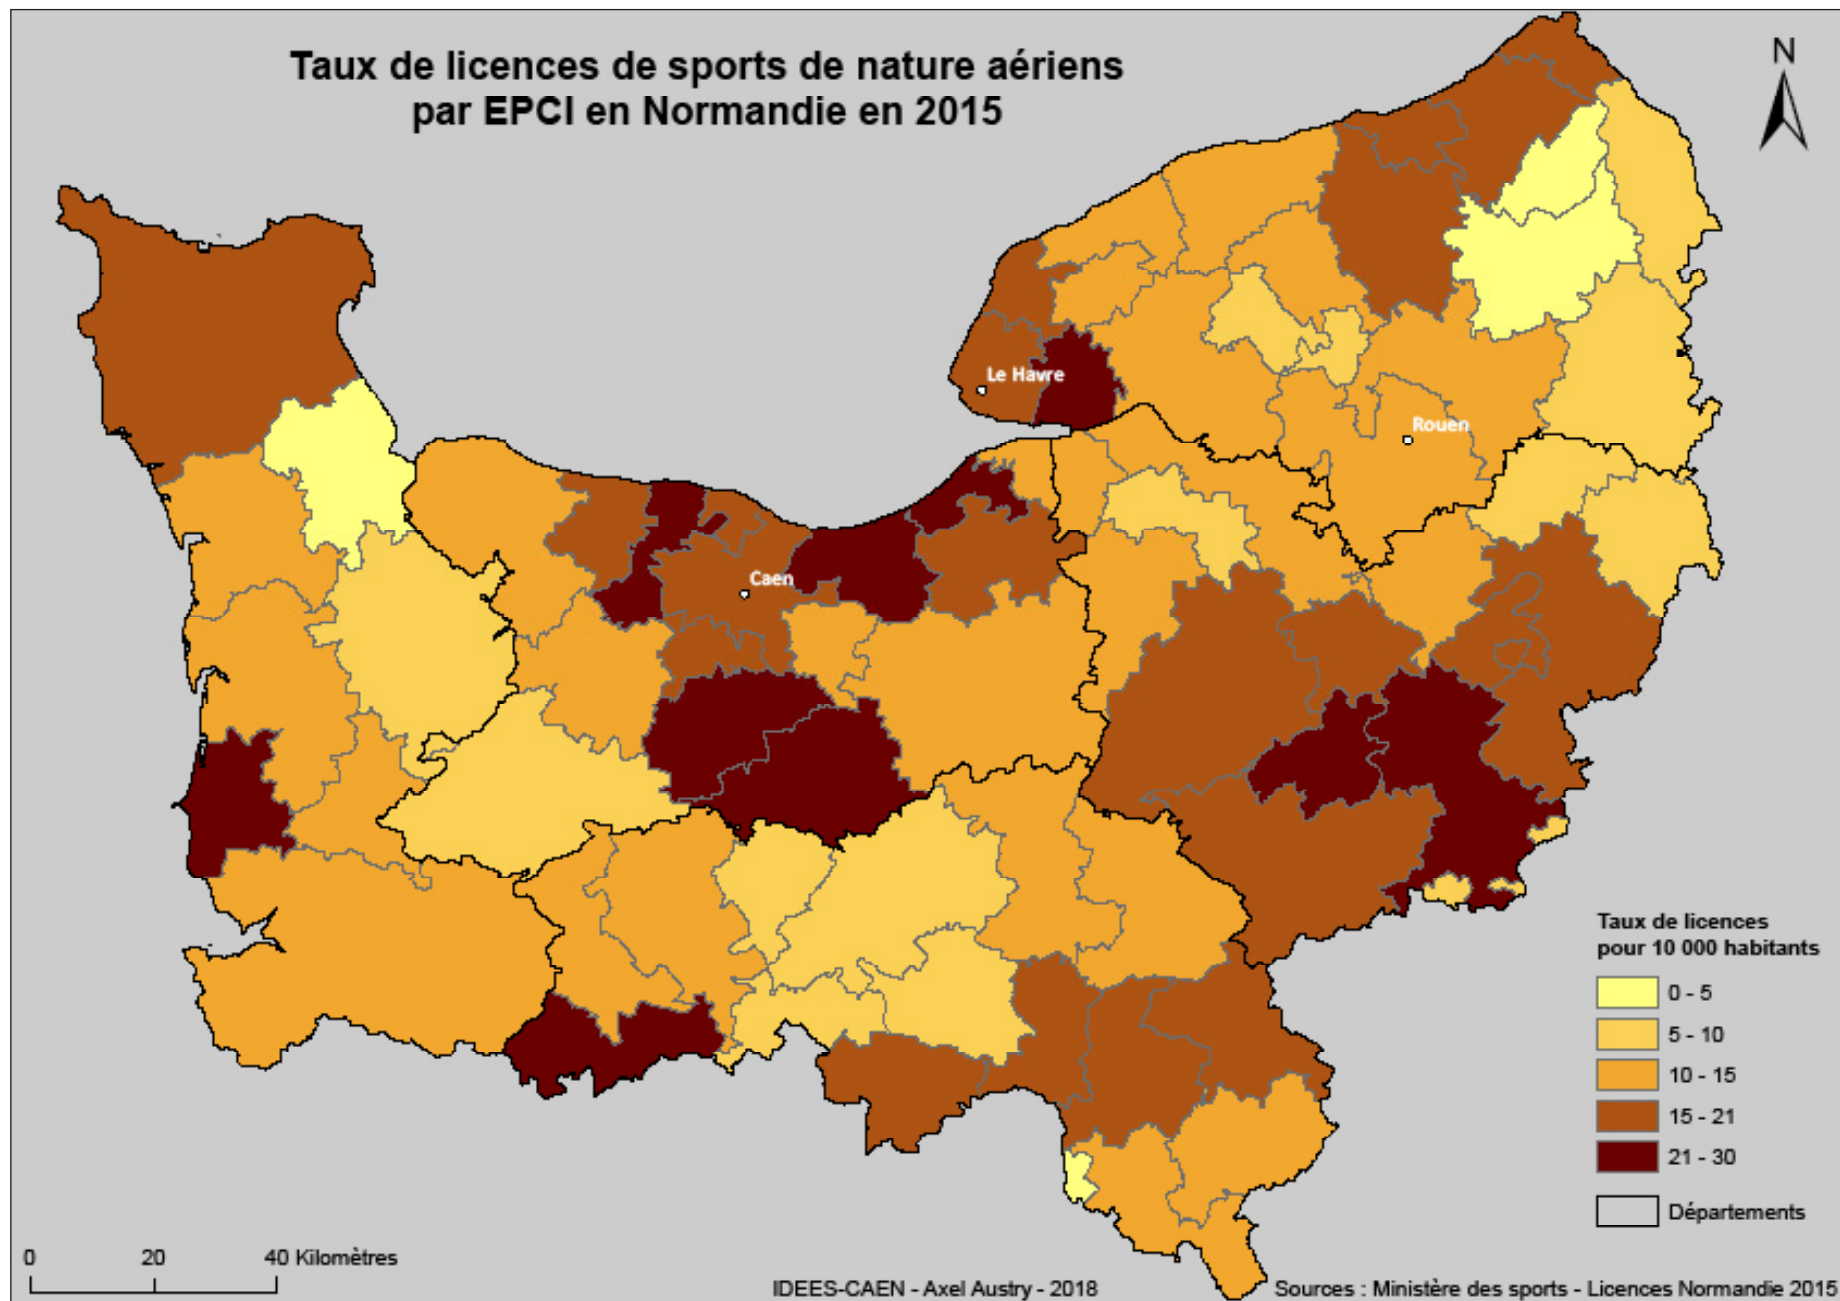 Taux de licences de sports de nature aériens
par EPCI en Normandie en 2015
N
Le Havre
Rouen
Caen
Taux de licences
pour 10 000 habitants
0 - 5
5 - 10
10 - 15
15 - 21
21 - 30
Départements
0 20 40 Kilomètres
IDEES-CAEN - Axel Austry - 2018
Sources : Ministère des sports - Licences Normandie 2015